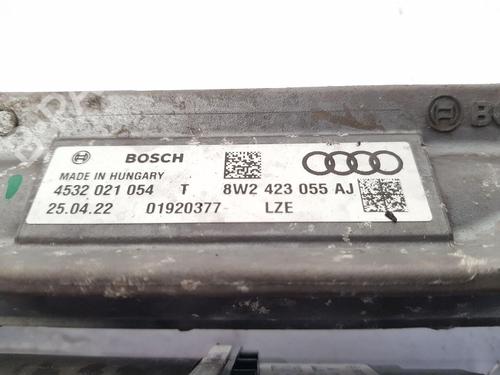 BOSCH
MADE IN HUNGARY
4532 021 054 T 8W2 423 055 AJ
25.04.22 01920377 LZE